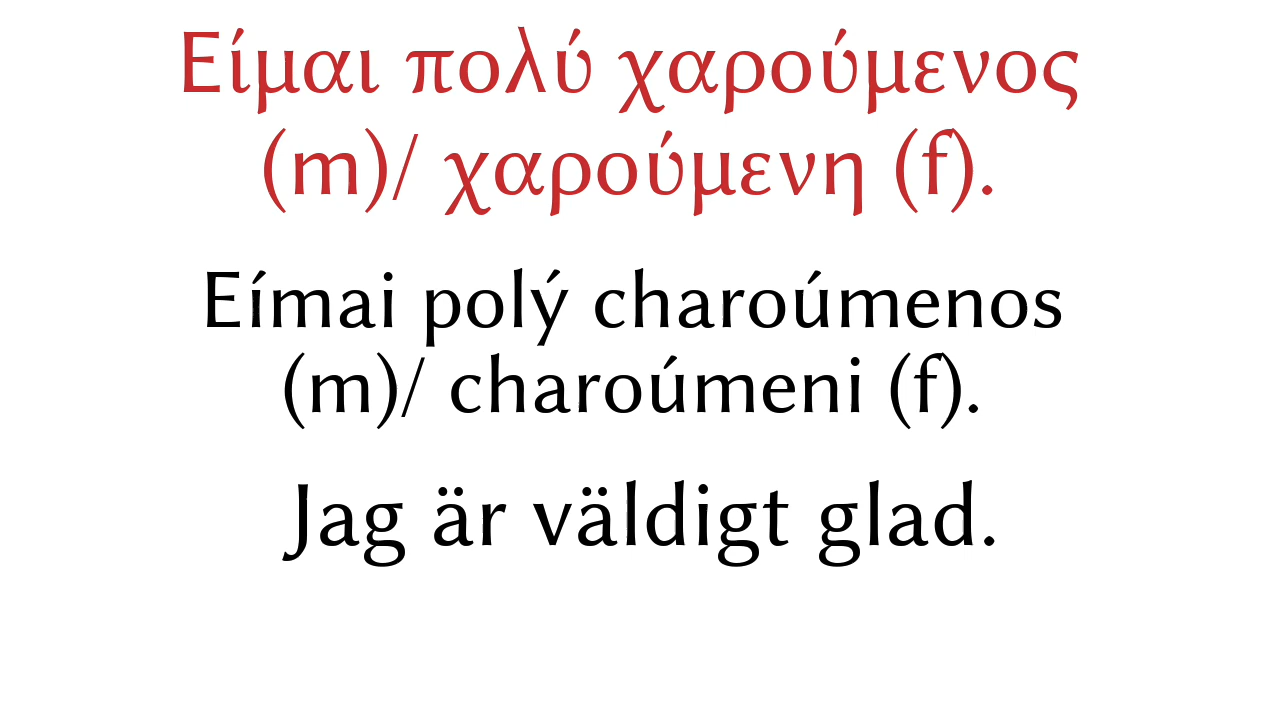 Είμαι πολύ χαρούμενος
(m)/ χαρούμενη (f).
Eímai polý charoúmenos
(m)/ charoúmeni (f).
Jag är väldigt glad.